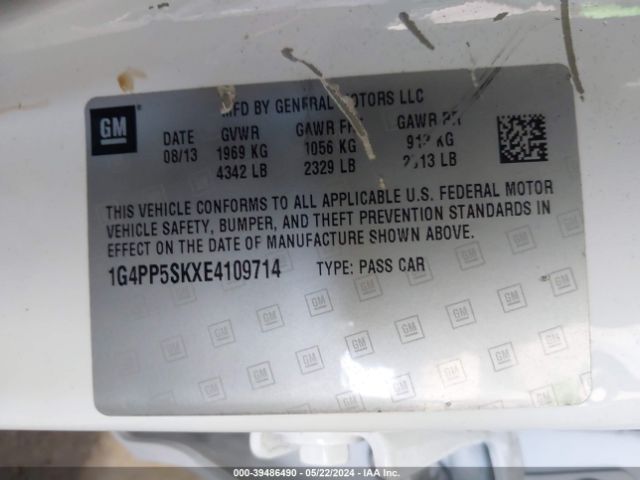 MFD BY GENERAL MOTORS LLC
GM
DATE GVWR GAWR FRT GAWR RR
08/13 1969 KG 1056 KG KG
4342 LB 2329 LB LB
THIS VEHICLE CONFORMS TO ALL APPLICABLE U.S. FEDERAL MOTOR
VEHICLE SAFETY, BUMPER, AND THEFT PREVENTION STANDARDS IN
EFFECT ON THE DATE OF MANUFACTURE SHOWN ABOVE.
1G4PP5SKXE4109714 TYPE: PASS CAR
000-39486490 - 05/22/2024 - IAA Inc.